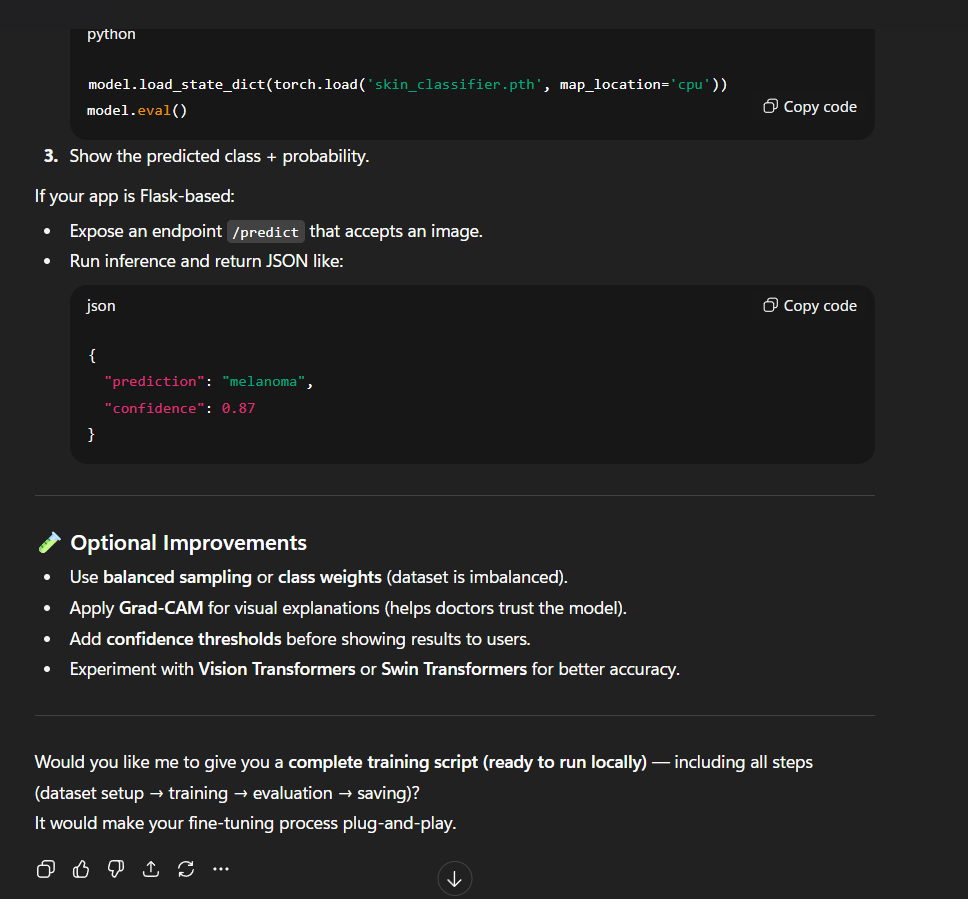 python
model.load_state_dict(torch.load('skin_classifier.pth', map_location='cpu'))
model.eval()
Copy code
3. Show the predicted class + probability.
If your app is Flask-based:
• Expose an endpoint /predict that accepts an image.
• Run inference and return JSON like:
json
Copy code
{
"prediction": "melanoma",
"confidence": 0.87
}
🧪 Optional Improvements
• Use balanced sampling or class weights (dataset is imbalanced).
• Apply Grad-CAM for visual explanations (helps doctors trust the model).
• Add confidence thresholds before showing results to users.
• Experiment with Vision Transformers or Swin Transformers for better accuracy.
Would you like me to give you a complete training script (ready to run locally) — including all steps
(dataset setup → training → evaluation → saving)?
It would make your fine-tuning process plug-and-play.